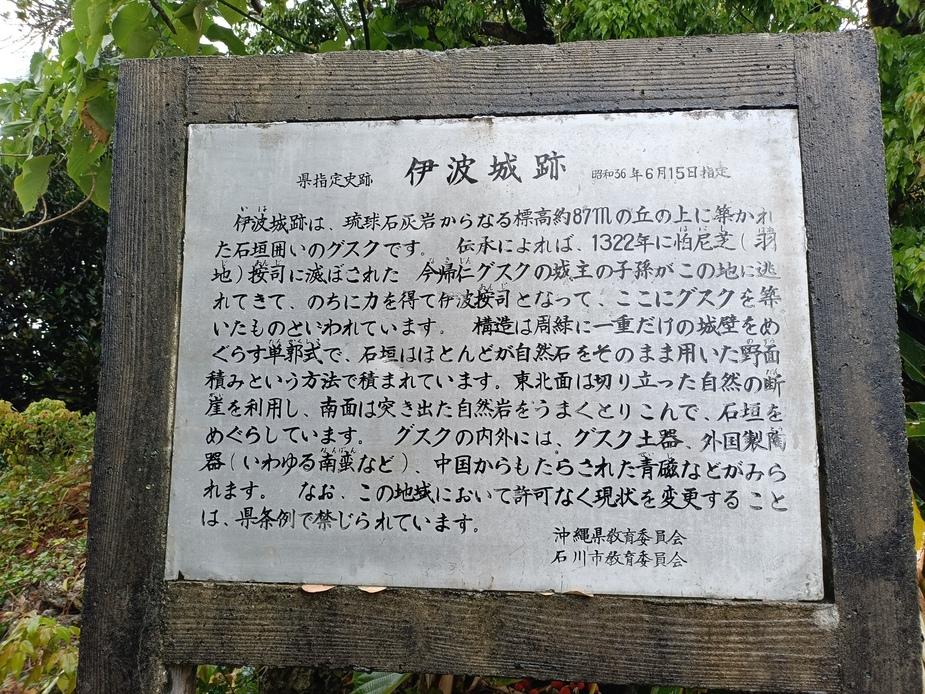 県指定史跡 伊波城跡 昭和36年6月15日指定
伊波城跡は、琉球石灰岩からなる標高約87mの丘の上に築かれ
た石垣囲いのグスクです。 伝承によれば、1322年に怕尼芝(羽
地)按司に滅ぼされた 今帰仁グスクの城主の子孫がこの地に逃
れてきて、のちに力を得て伊波按司となって、ここにグスクを築
いたものといわれています。 構造は周縁に一重だけの城壁をめ
ぐらす単郭式で、石垣はほとんどが自然石をそのまま用いた野面
積みという方法で積まれています。東北面は切り立った自然の断
崖を利用し、南面は突き出た自然岩をうまくとりこんで、石垣を
めぐらしています。 グスクの内外には、グスク土器、外国製陶
器(いわゆる南蛮など)、中国からもたらされた青磁などがみら
れます。 なお、この地域において許可なく現状を変更すること
は、県条例で禁じられています。
沖縄県教育委員会
石川市教育委員会